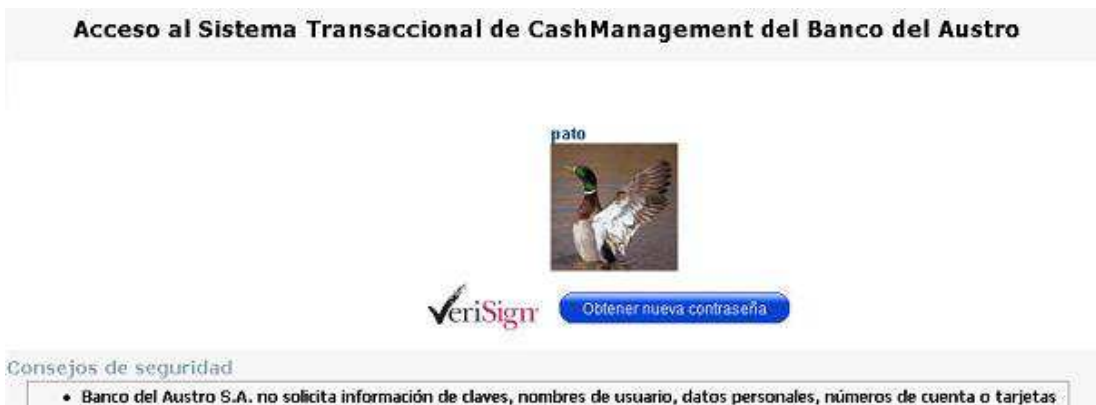 Acceso al Sistema Transaccional de CashManagement del Banco del Austro
pato
VeriSign
Obtener nueva contraseña
Consejos de seguridad
• Banco del Austro S.A. no solicita información de claves, nombres de usuario, datos personales, números de cuenta o tarjetas